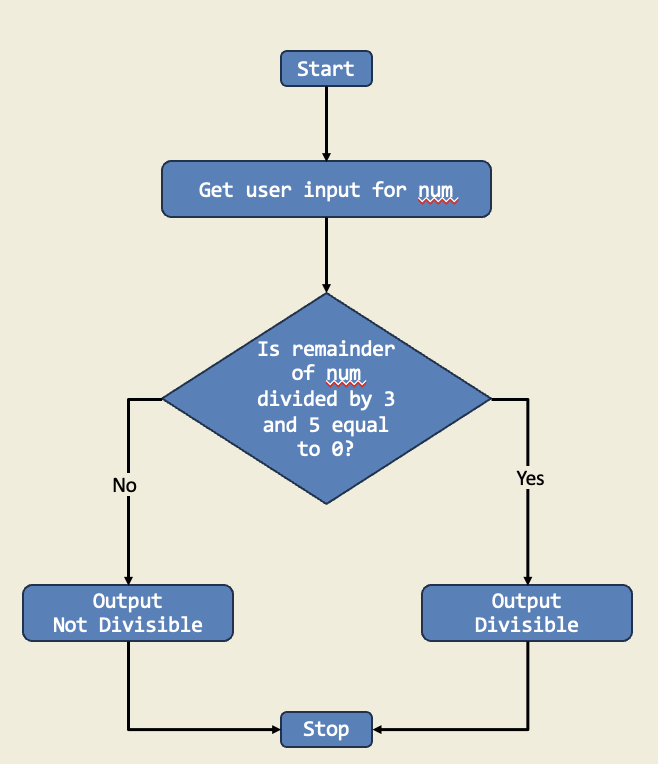 Start
Get user input for num
Is remainder
of num
divided by 3
and 5 equal
to 0?
No
Yes
Output
Not Divisible
Output
Divisible
Stop